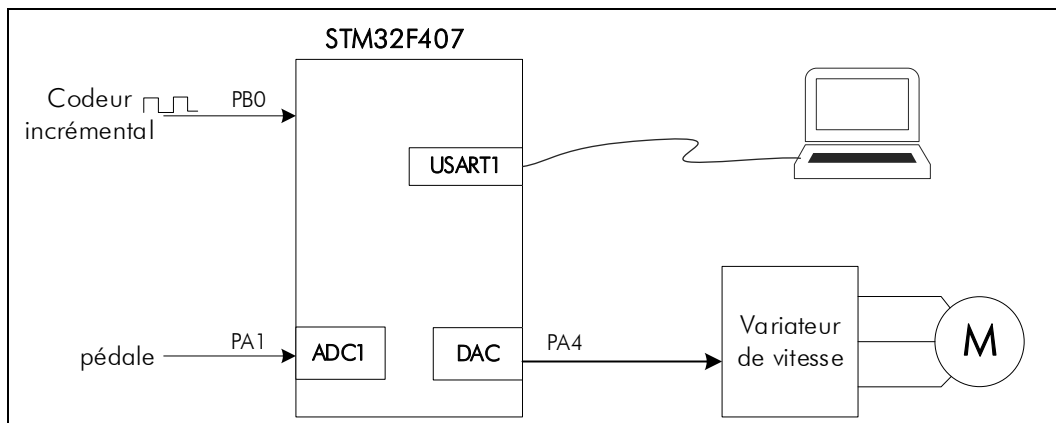 STM32F407
Codeur
incrémental
PB0
USART1
pédale
PA1
ADC1
DAC
PA4
Variateur
de vitesse
M